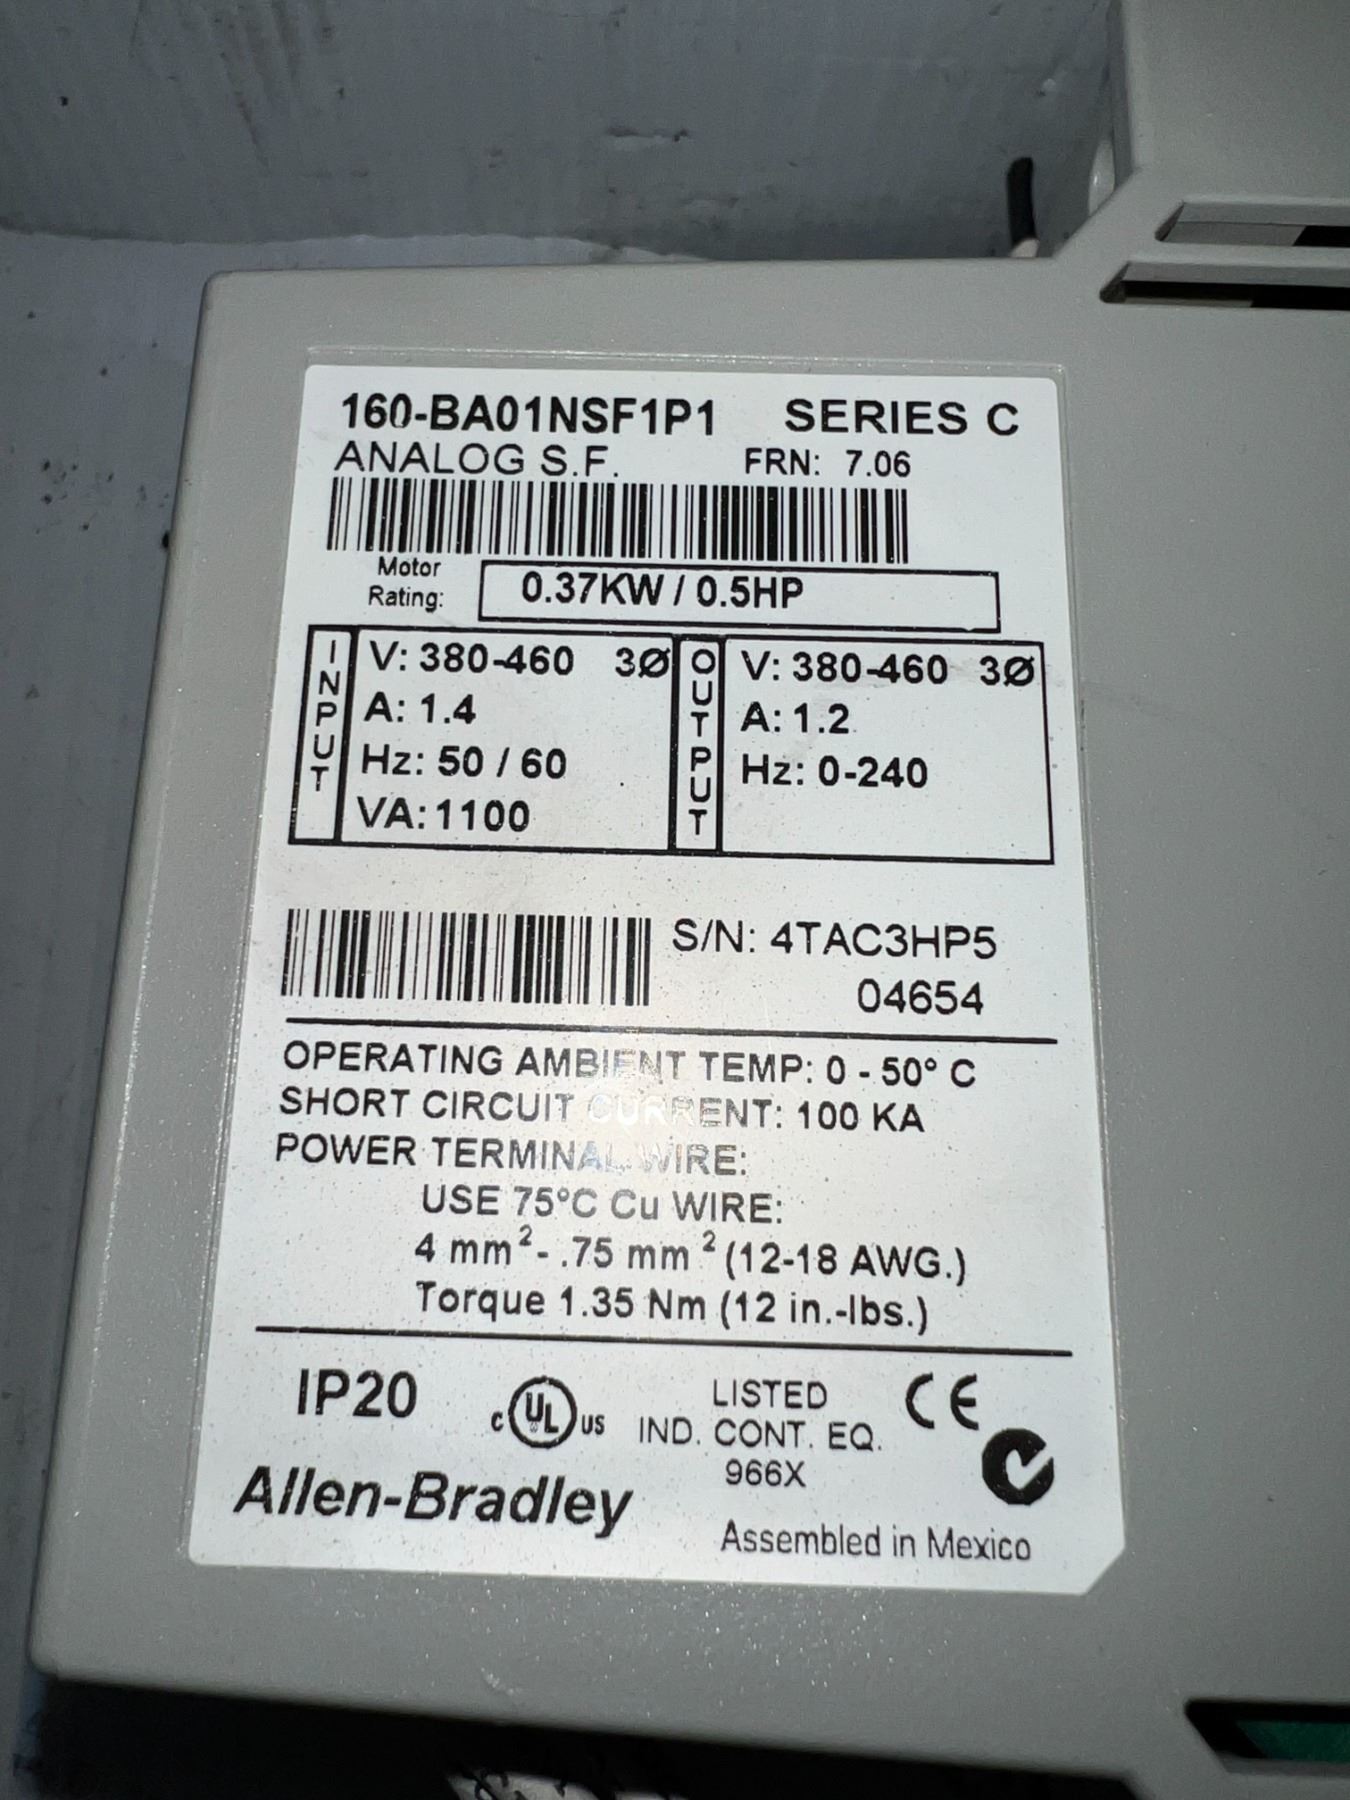 160-BA01NSF1P1 SERIES C
ANALOG S.F. FRN: 7.06
Motor
Rating: 0.37KW / 0.5HP
INPUT
V: 380-460 3Ø
A: 1.4
Hz: 50 / 60
VA: 1100
OUTPUT
V: 380-460 3Ø
A: 1.2
Hz: 0-240
S/N: 4TAC3HP5
04654
OPERATING AMBIENT TEMP: 0 - 50° C
SHORT CIRCUIT CURRENT: 100 KA
POWER TERMINAL WIRE:
USE 75°C Cu WIRE:
4 mm² - .75 mm² (12-18 AWG.)
Torque 1.35 Nm (12 in.-lbs.)
IP20
c UL US
LISTED
IND. CONT. EQ.
966X
CE
Allen-Bradley
Assembled in Mexico